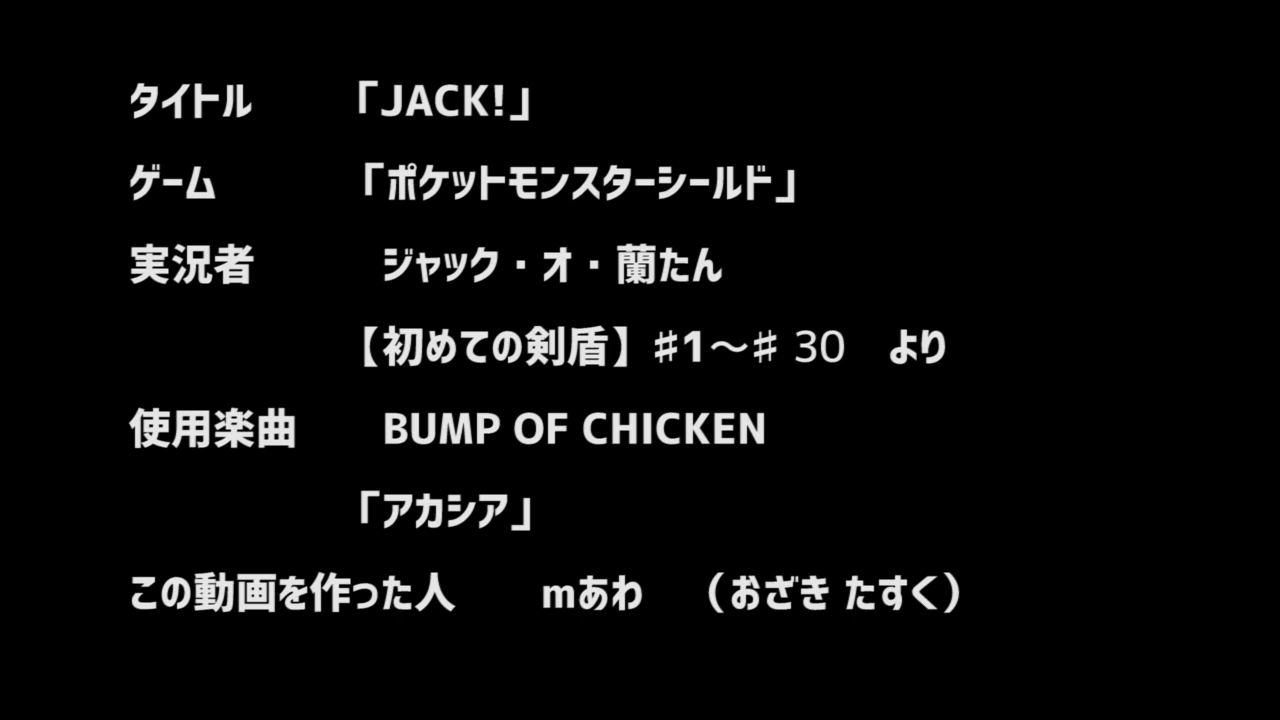 タイトル　　「JACK!」
ゲーム　　　「ポケットモンスターシールド」
実況者　　　ジャック・オ・蘭たん
【初めての剣盾】♯1〜♯ 30　より
使用楽曲　　BUMP OF CHICKEN
「アカシア」
この動画を作った人　　mあわ　（おざき たすく）